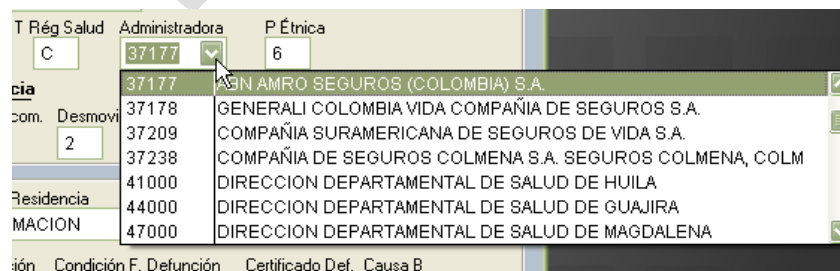 T Rég Salud Administradora P Étnica
C 37177 6
37177 ABN AMRO SEGUROS (COLOMBIA) S.A.
37178 GENERALI COLOMBIA VIDA COMPAÑIA DE SEGUROS S.A.
37209 COMPAÑIA SURAMERICANA DE SEGUROS DE VIDA S.A.
37238 COMPAÑIA DE SEGUROS COLMENA S.A. SEGUROS COLMENA, COLM
41000 DIRECCION DEPARTAMENTAL DE SALUD DE HUILA
44000 DIRECCION DEPARTAMENTAL DE SALUD DE GUAJIRA
47000 DIRECCION DEPARTAMENTAL DE SALUD DE MAGDALENA
cia
com. Desmovi
2
Residencia
MACION
ión Condición F. Defunción Certificado Def. Causa B